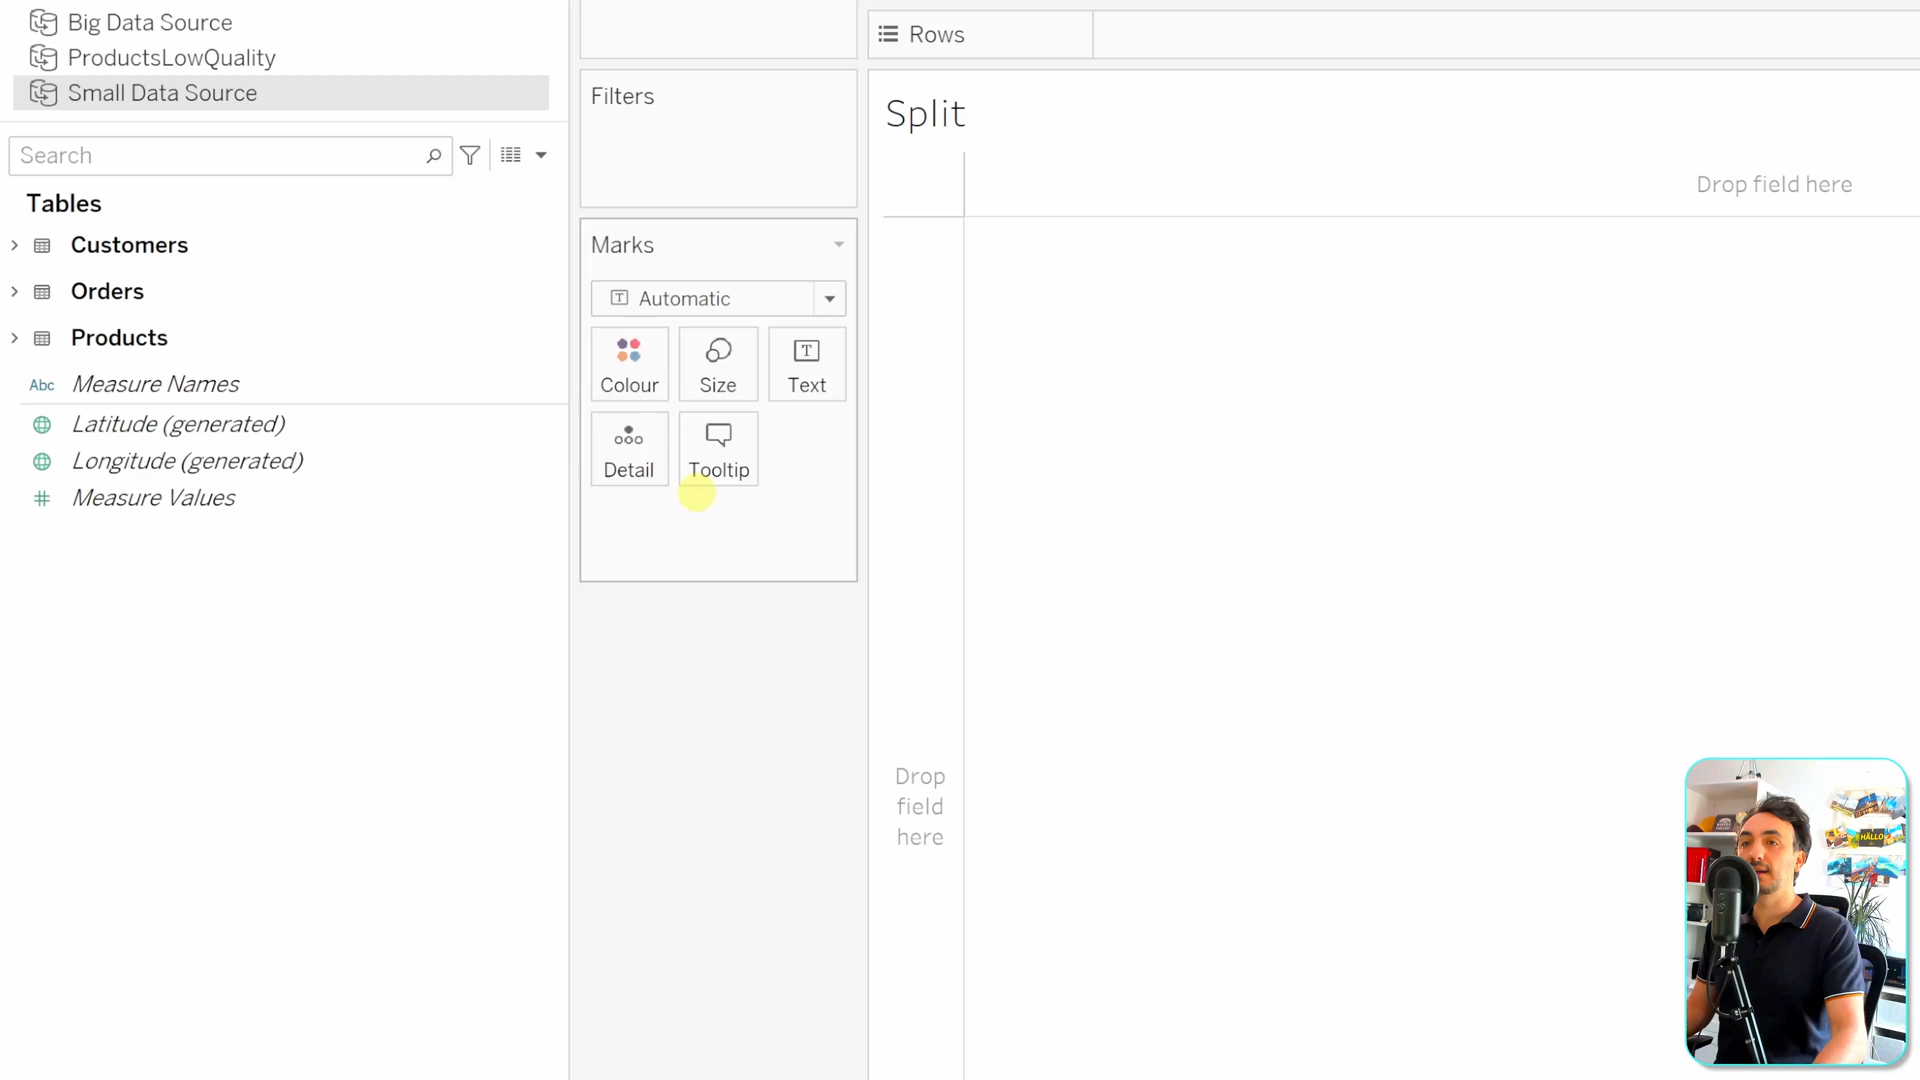 Big Data Source
ProductsLowQuality
Small Data Source
Search
Tables
Customers
Orders
Products
Abc Measure Names
Latitude (generated)
Longitude (generated)
Measure Values
Filters
Marks
Automatic
Colour Size Text
Detail Tooltip
Rows
Split
Drop field here
Drop
field
here
HALLO